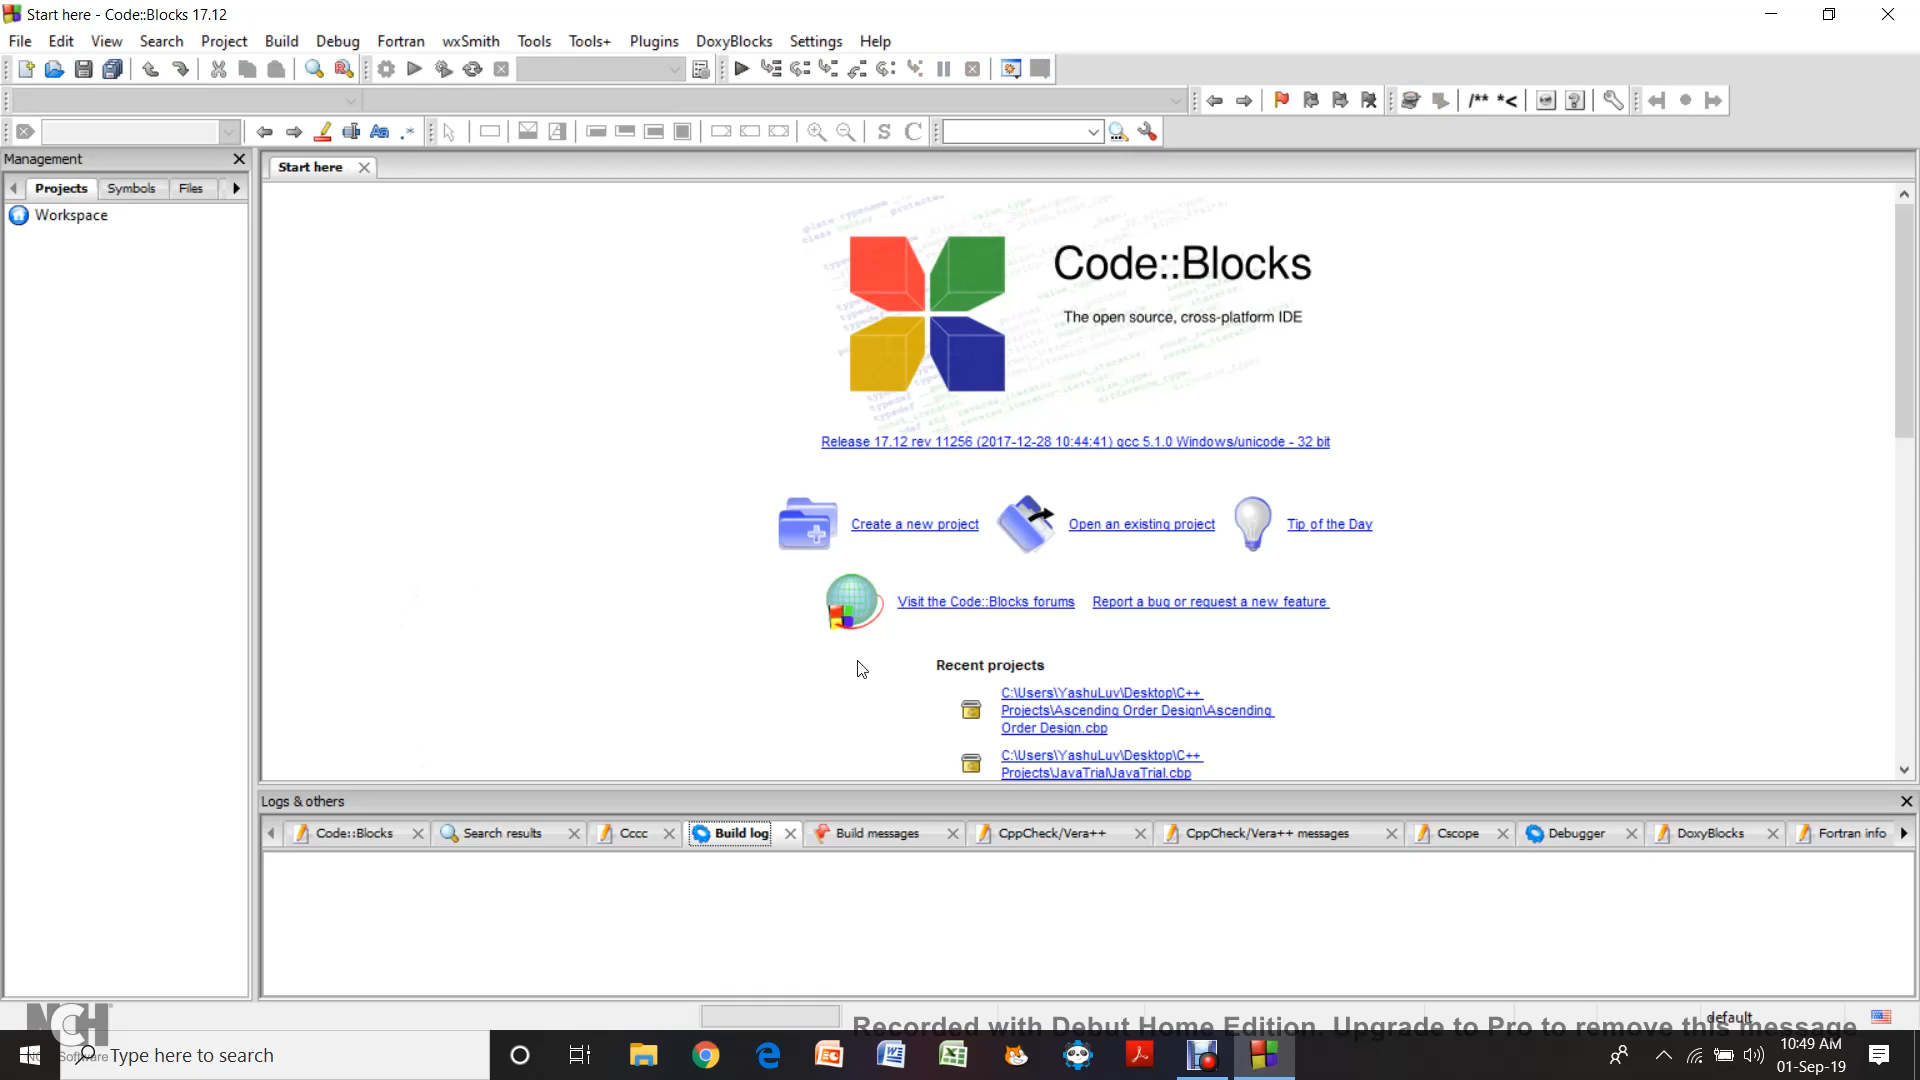 Start here - Code::Blocks 17.12
File Edit View Search Project Build Debug Fortran wxSmith Tools Tools+ Plugins DoxyBlocks Settings Help
/** *<
S C
Management
Start here
Projects Symbols Files
Workspace
Code::Blocks
The open source, cross-platform IDE
Release 17.12 rev 11256 (2017-12-28 10:44:41) gcc 5.1.0 Windows/unicode - 32 bit
Create a new project Open an existing project Tip of the Day
Visit the Code::Blocks forums Report a bug or request a new feature
Recent projects
C:\Users\YashuLuv\Desktop\C++
Projects\Ascending Order Design\Ascending
Order Design.cbp
C:\Users\YashuLuv\Desktop\C++
Projects\JavaTrial\JavaTrial.cbp
Logs & others
Code::Blocks Search results Cccc Build log Build messages CppCheck/Vera++ CppCheck/Vera++ messages Cscope Debugger DoxyBlocks Fortran info
default
NCH
Software
Recorded with Debut Home Edition. Upgrade to Pro to remove this message
Type here to search
10:49 AM
01-Sep-19